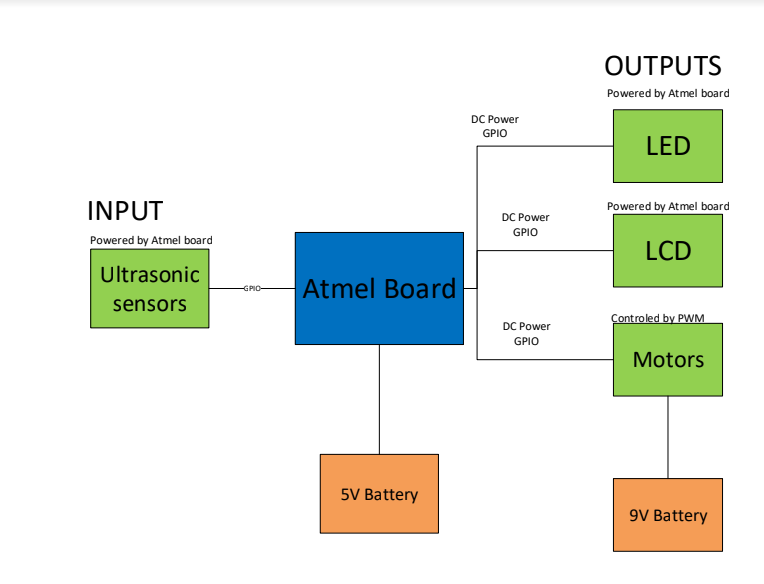 OUTPUTS
Powered by Atmel board
DC Power
GPIO
LED
INPUT
Powered by Atmel board
Powered by Atmel board
DC Power
GPIO
LCD
Ultrasonic
sensors
GPIO
Atmel Board
Controled by PWM
DC Power
GPIO
Motors
5V Battery
9V Battery